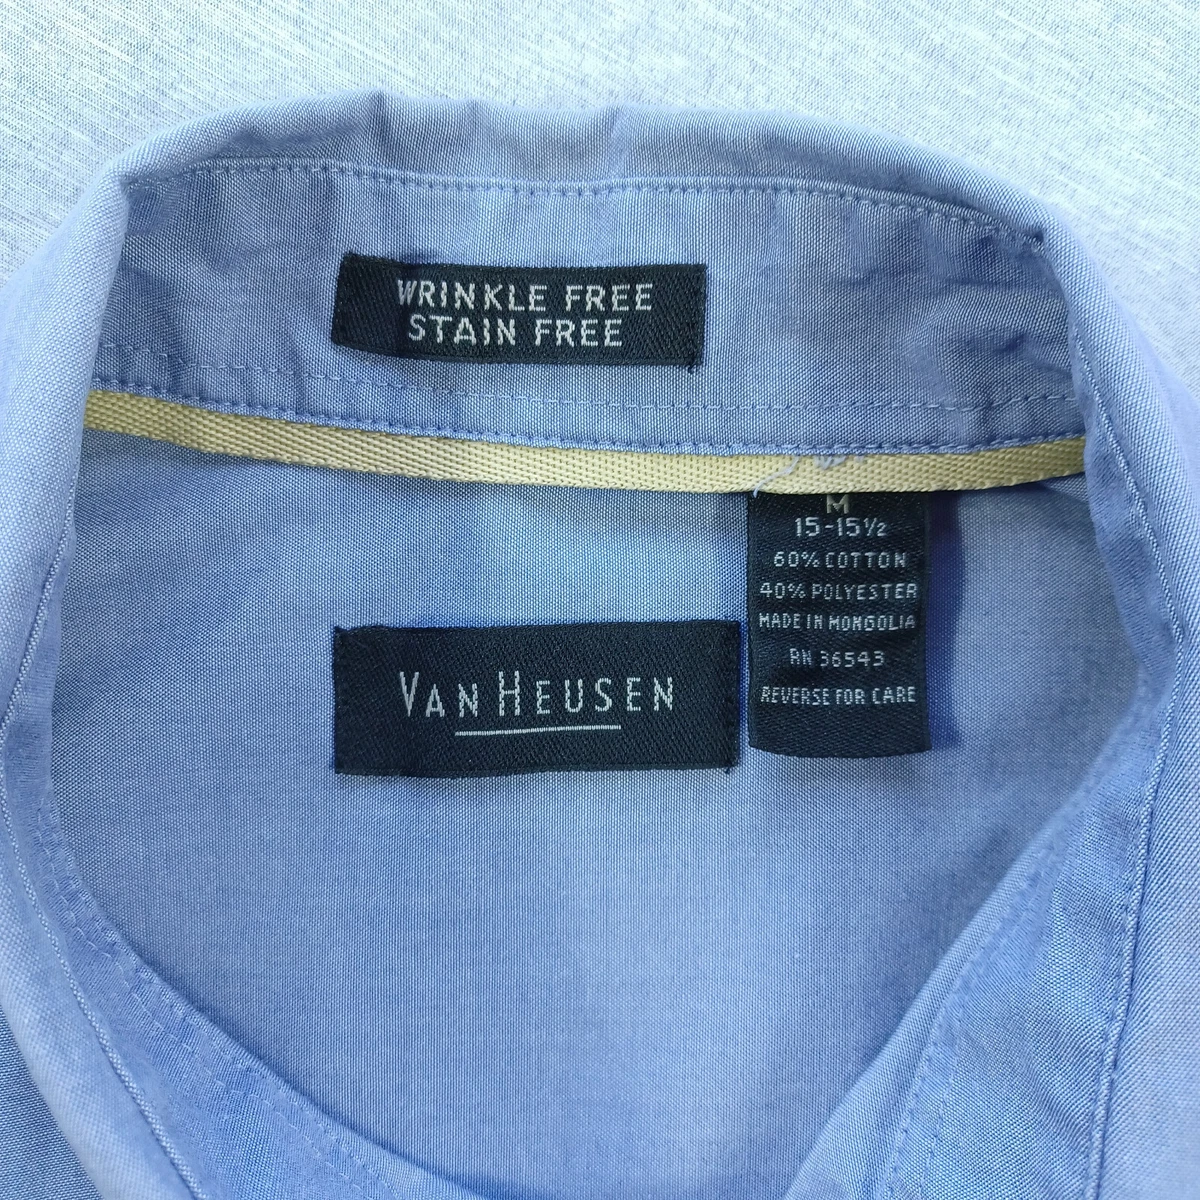 WRINKLE FREE
STAIN FREE
M
15-15½
60% COTTON
40% POLYESTER
MADE IN MONGOLIA
RN 36543
REVERSE FOR CARE
VAN HEUSEN